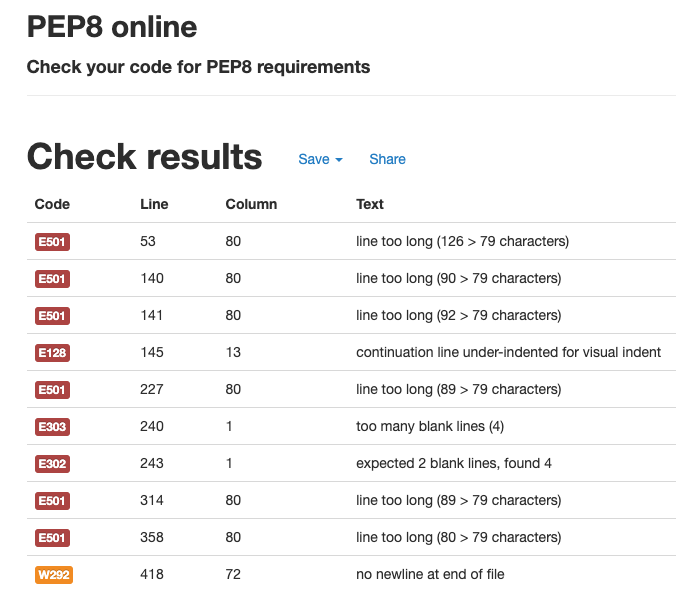 PEP8 online
Check your code for PEP8 requirements
Check results Save Share
Code Line Column Text
E501 53 80 line too long (126 > 79 characters)
E501 140 80 line too long (90 > 79 characters)
E501 141 80 line too long (92 > 79 characters)
E128 145 13 continuation line under-indented for visual indent
E501 227 80 line too long (89 > 79 characters)
E303 240 1 too many blank lines (4)
E302 243 1 expected 2 blank lines, found 4
E501 314 80 line too long (89 > 79 characters)
E501 358 80 line too long (80 > 79 characters)
W292 418 72 no newline at end of file